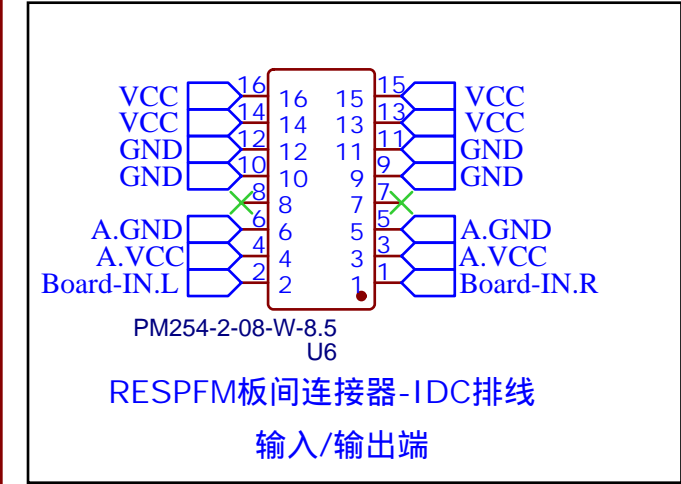 VCC 16 16 15 15 VCC
VCC 14 14 13 13 VCC
GND 12 12 11 11 GND
GND 10 10 9 9 GND
8 8 7 7
A.GND 6 6 5 5 A.GND
A.VCC 4 4 3 3 A.VCC
Board-IN.L 2 2 1 1 Board-IN.R
PM254-2-08-W-8.5
U6
RESPFM板间连接器-IDC排线
输入/输出端